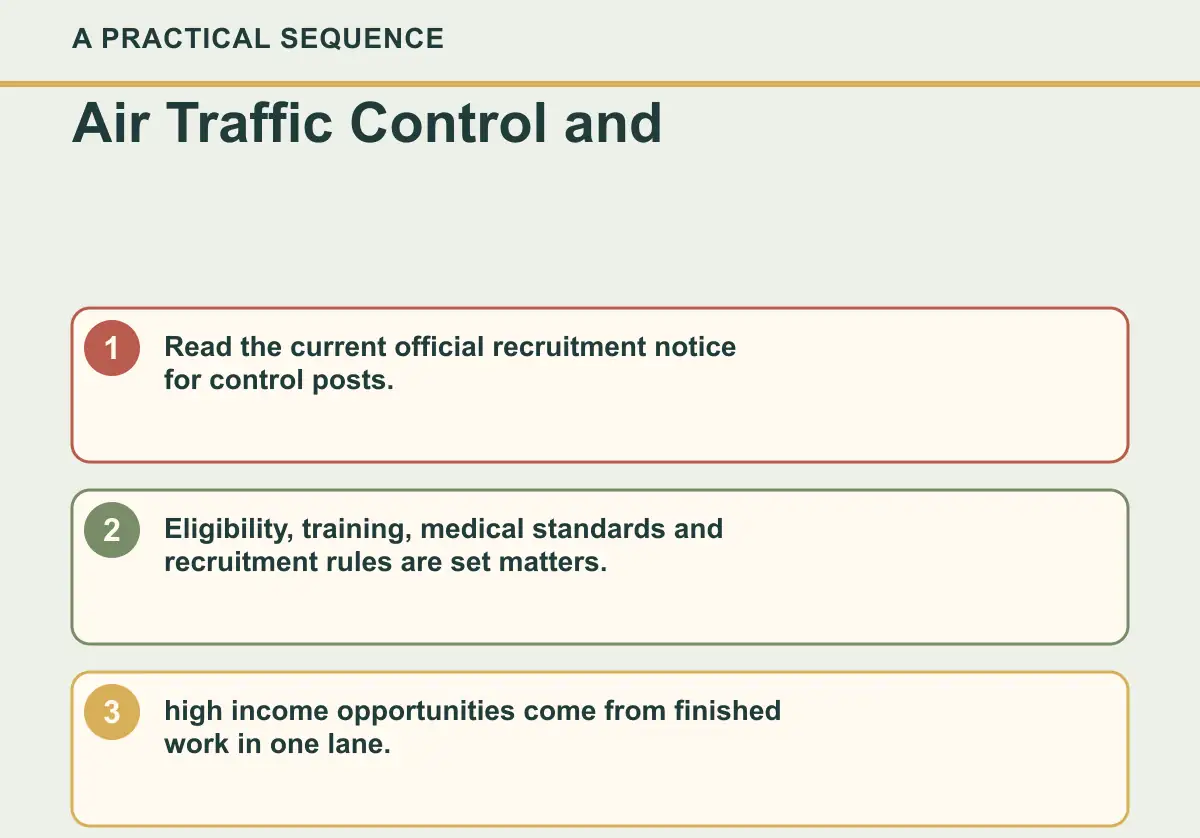 A PRACTICAL SEQUENCE
Air Traffic Control and
1
Read the current official recruitment notice
for control posts.
2
Eligibility, training, medical standards and
recruitment rules are set matters.
3
high income opportunities come from finished
work in one lane.